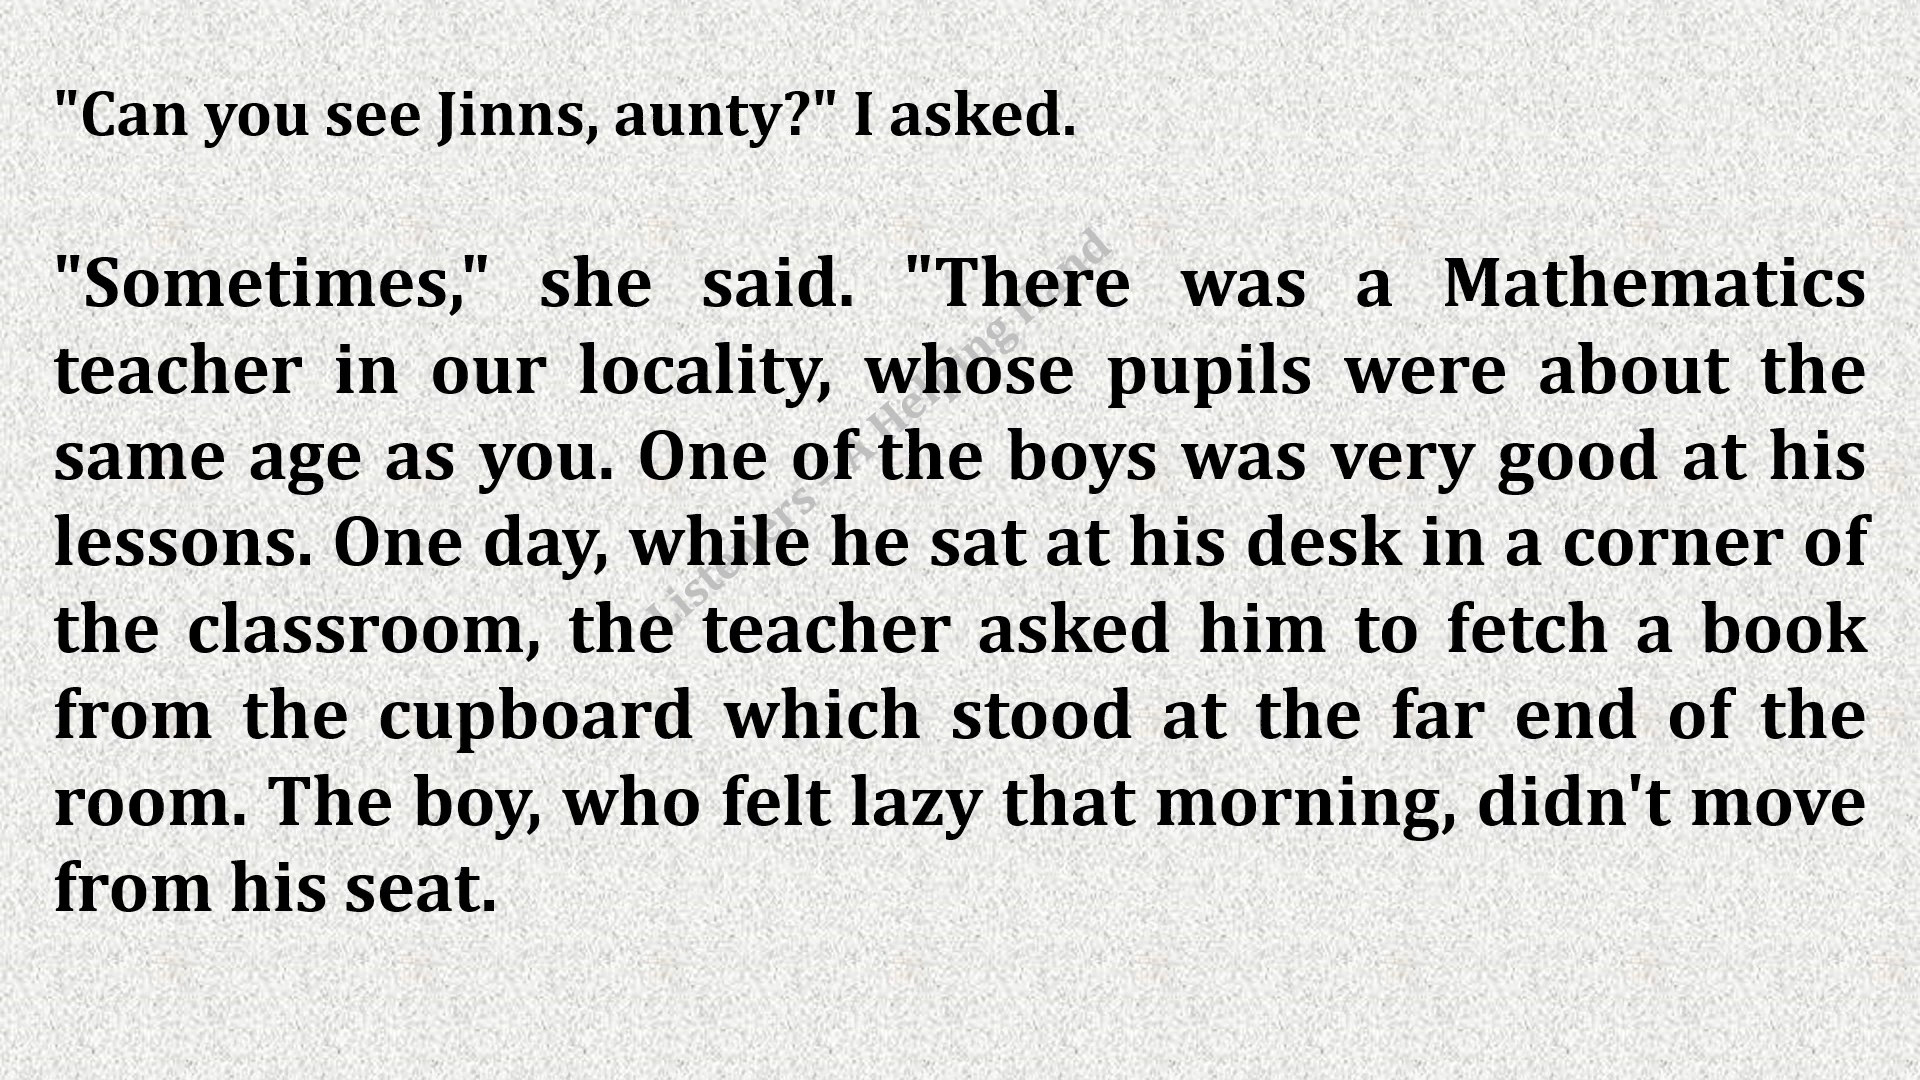 "Can you see Jinns, aunty?" I asked.
"Sometimes," she said. "There was a Mathematics
teacher in our locality, whose pupils were about the
same age as you. One of the boys was very good at his
lessons. One day, while he sat at his desk in a corner of
the classroom, the teacher asked him to fetch a book
from the cupboard which stood at the far end of the
room. The boy, who felt lazy that morning, didn't move
from his seat.
Listeners - A Helping Hand